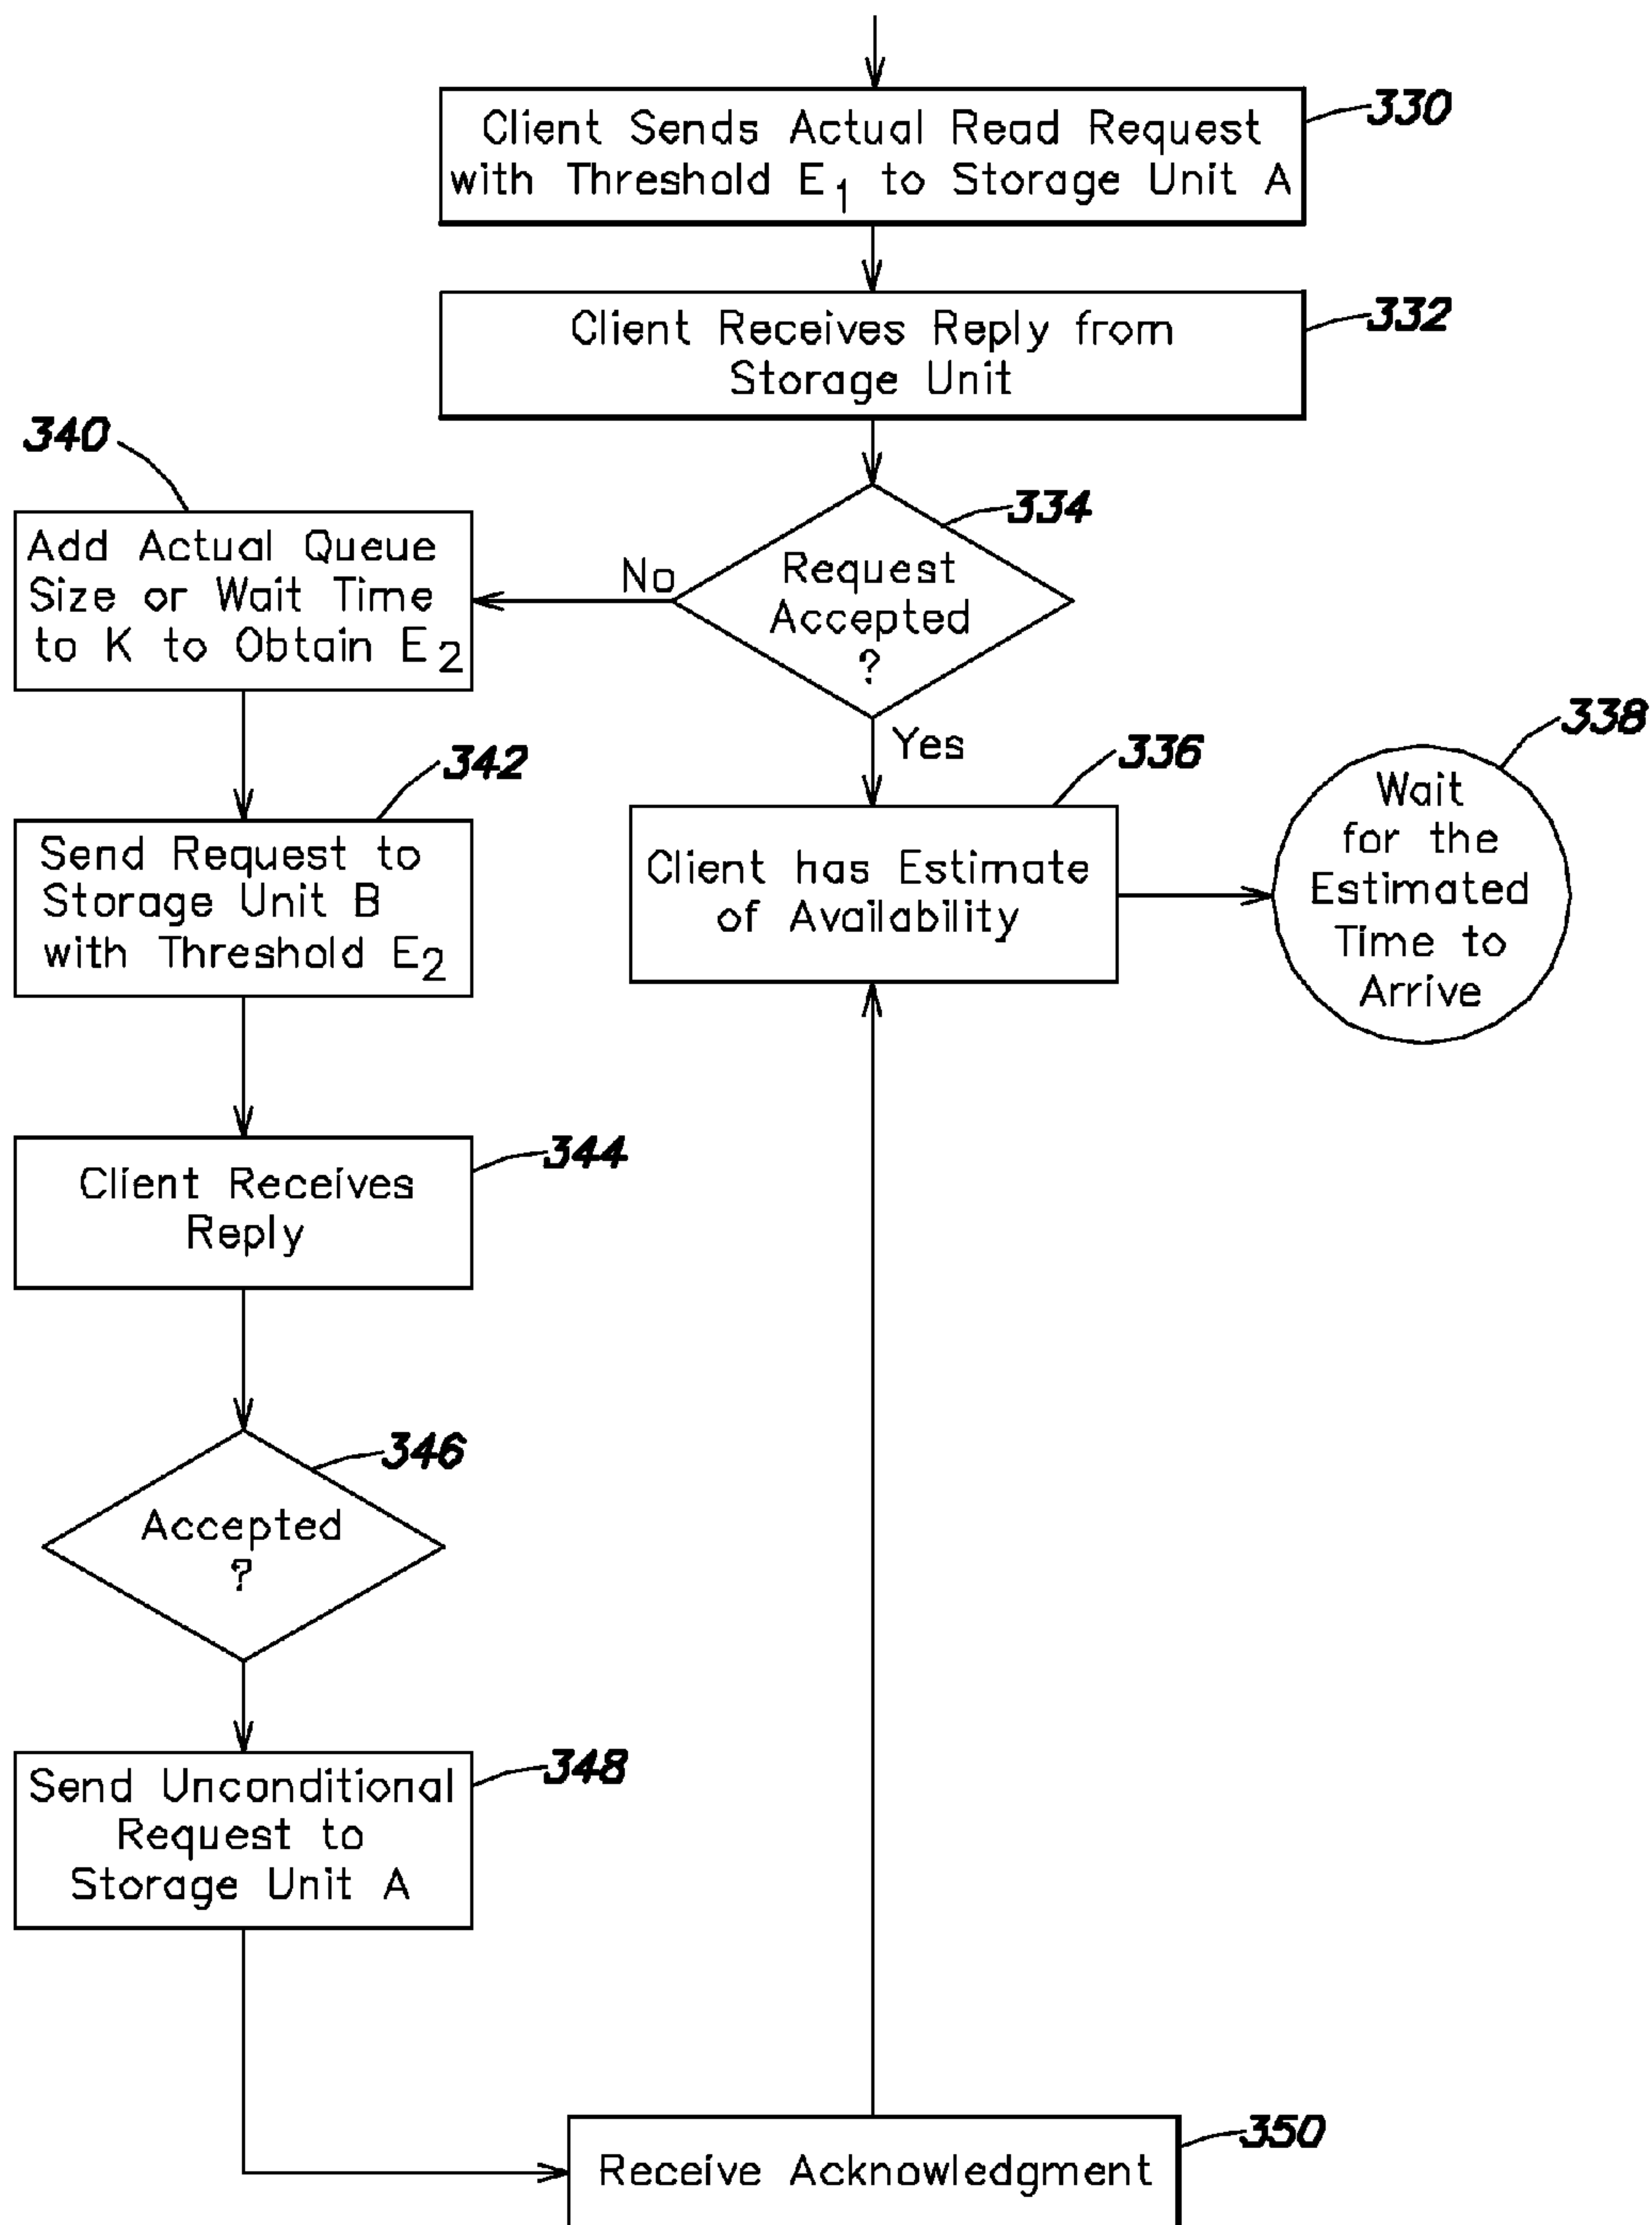 Client Sends Actual Read Request
with Threshold E1 to Storage Unit A
330
Client Receives Reply from
Storage Unit
332
334
Request
Accepted
?
No
Yes
340
Add Actual Queue
Size or Wait Time
to K to Obtain E2
336
Client has Estimate
of Availability
338
Wait
for the
Estimated
Time to
Arrive
342
Send Request to
Storage Unit B
with Threshold E2
344
Client Receives
Reply
346
Accepted
?
348
Send Unconditional
Request to
Storage Unit A
350
Receive Acknowledgment